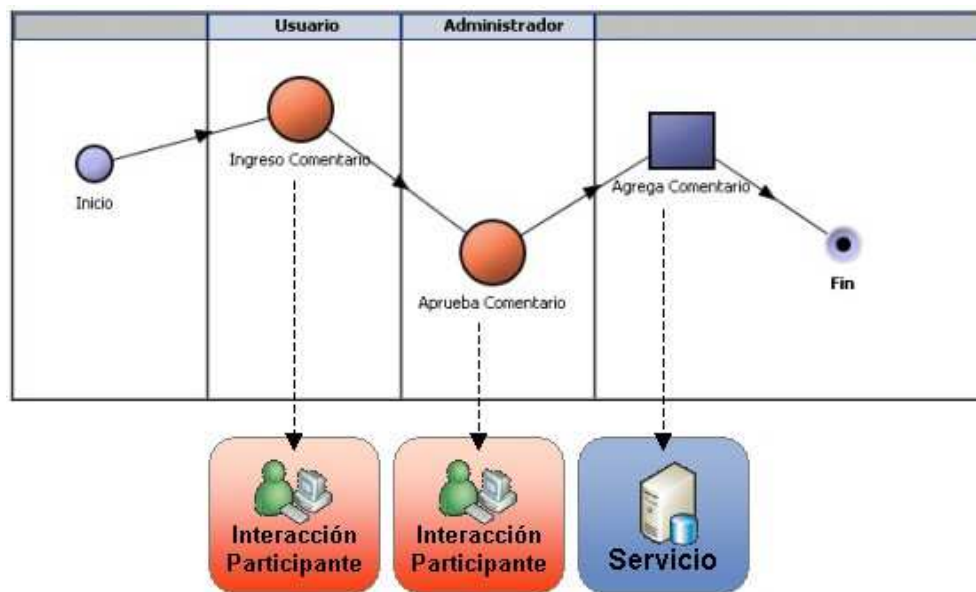 Usuario
Administrador
Ingreso Comentario
Inicio
Agrega Comentario
Aprueba Comentario
Fin
Interacción
Participante
Interacción
Participante
Servicio